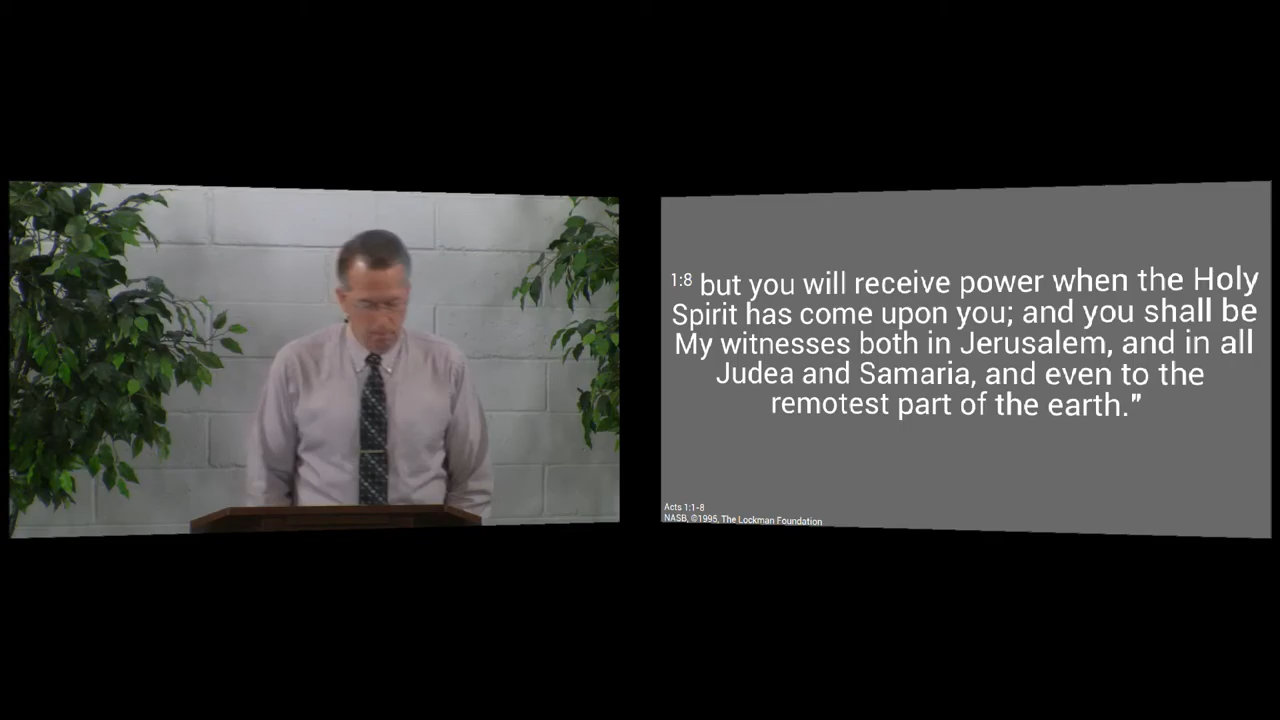 1:8 but you will receive power when the Holy
Spirit has come upon you; and you shall be
My witnesses both in Jerusalem, and in all
Judea and Samaria, and even to the
remotest part of the earth.”
Acts 1:1-8
NASB, ©1995, The Lockman Foundation